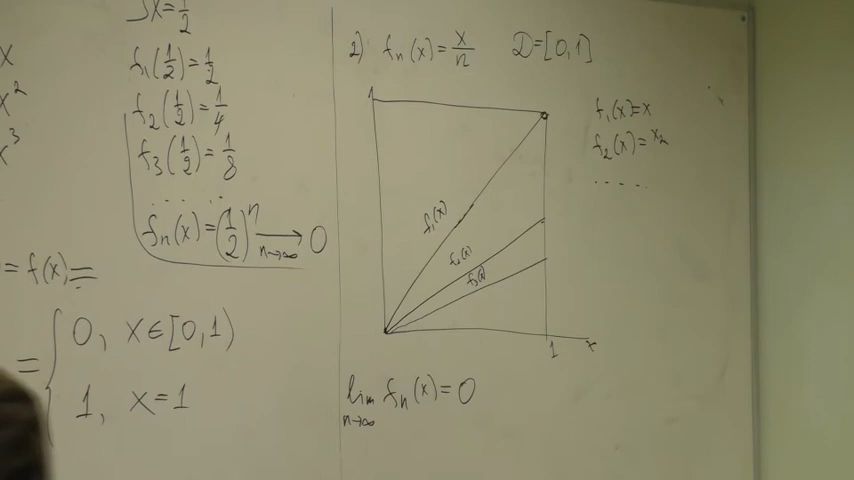 x
x²
x³
x = 1/2
f₁(1/2) = 1/2
f₂(1/2) = 1/4
f₃(1/2) = 1/8
. . . . . .
fₙ(x) = (1/2)ⁿ → 0
n→∞
= f(x) =
= { 0, x ∈ [0, 1)
1, x = 1
2) fₙ(x) = x/n D = [0, 1]
1
f₁(x) = x
f₂(x) = x₂
. . . . .
f₁(x)
f₂(x)
f₃(x)
1 x
lim fₙ(x) = 0
n→∞